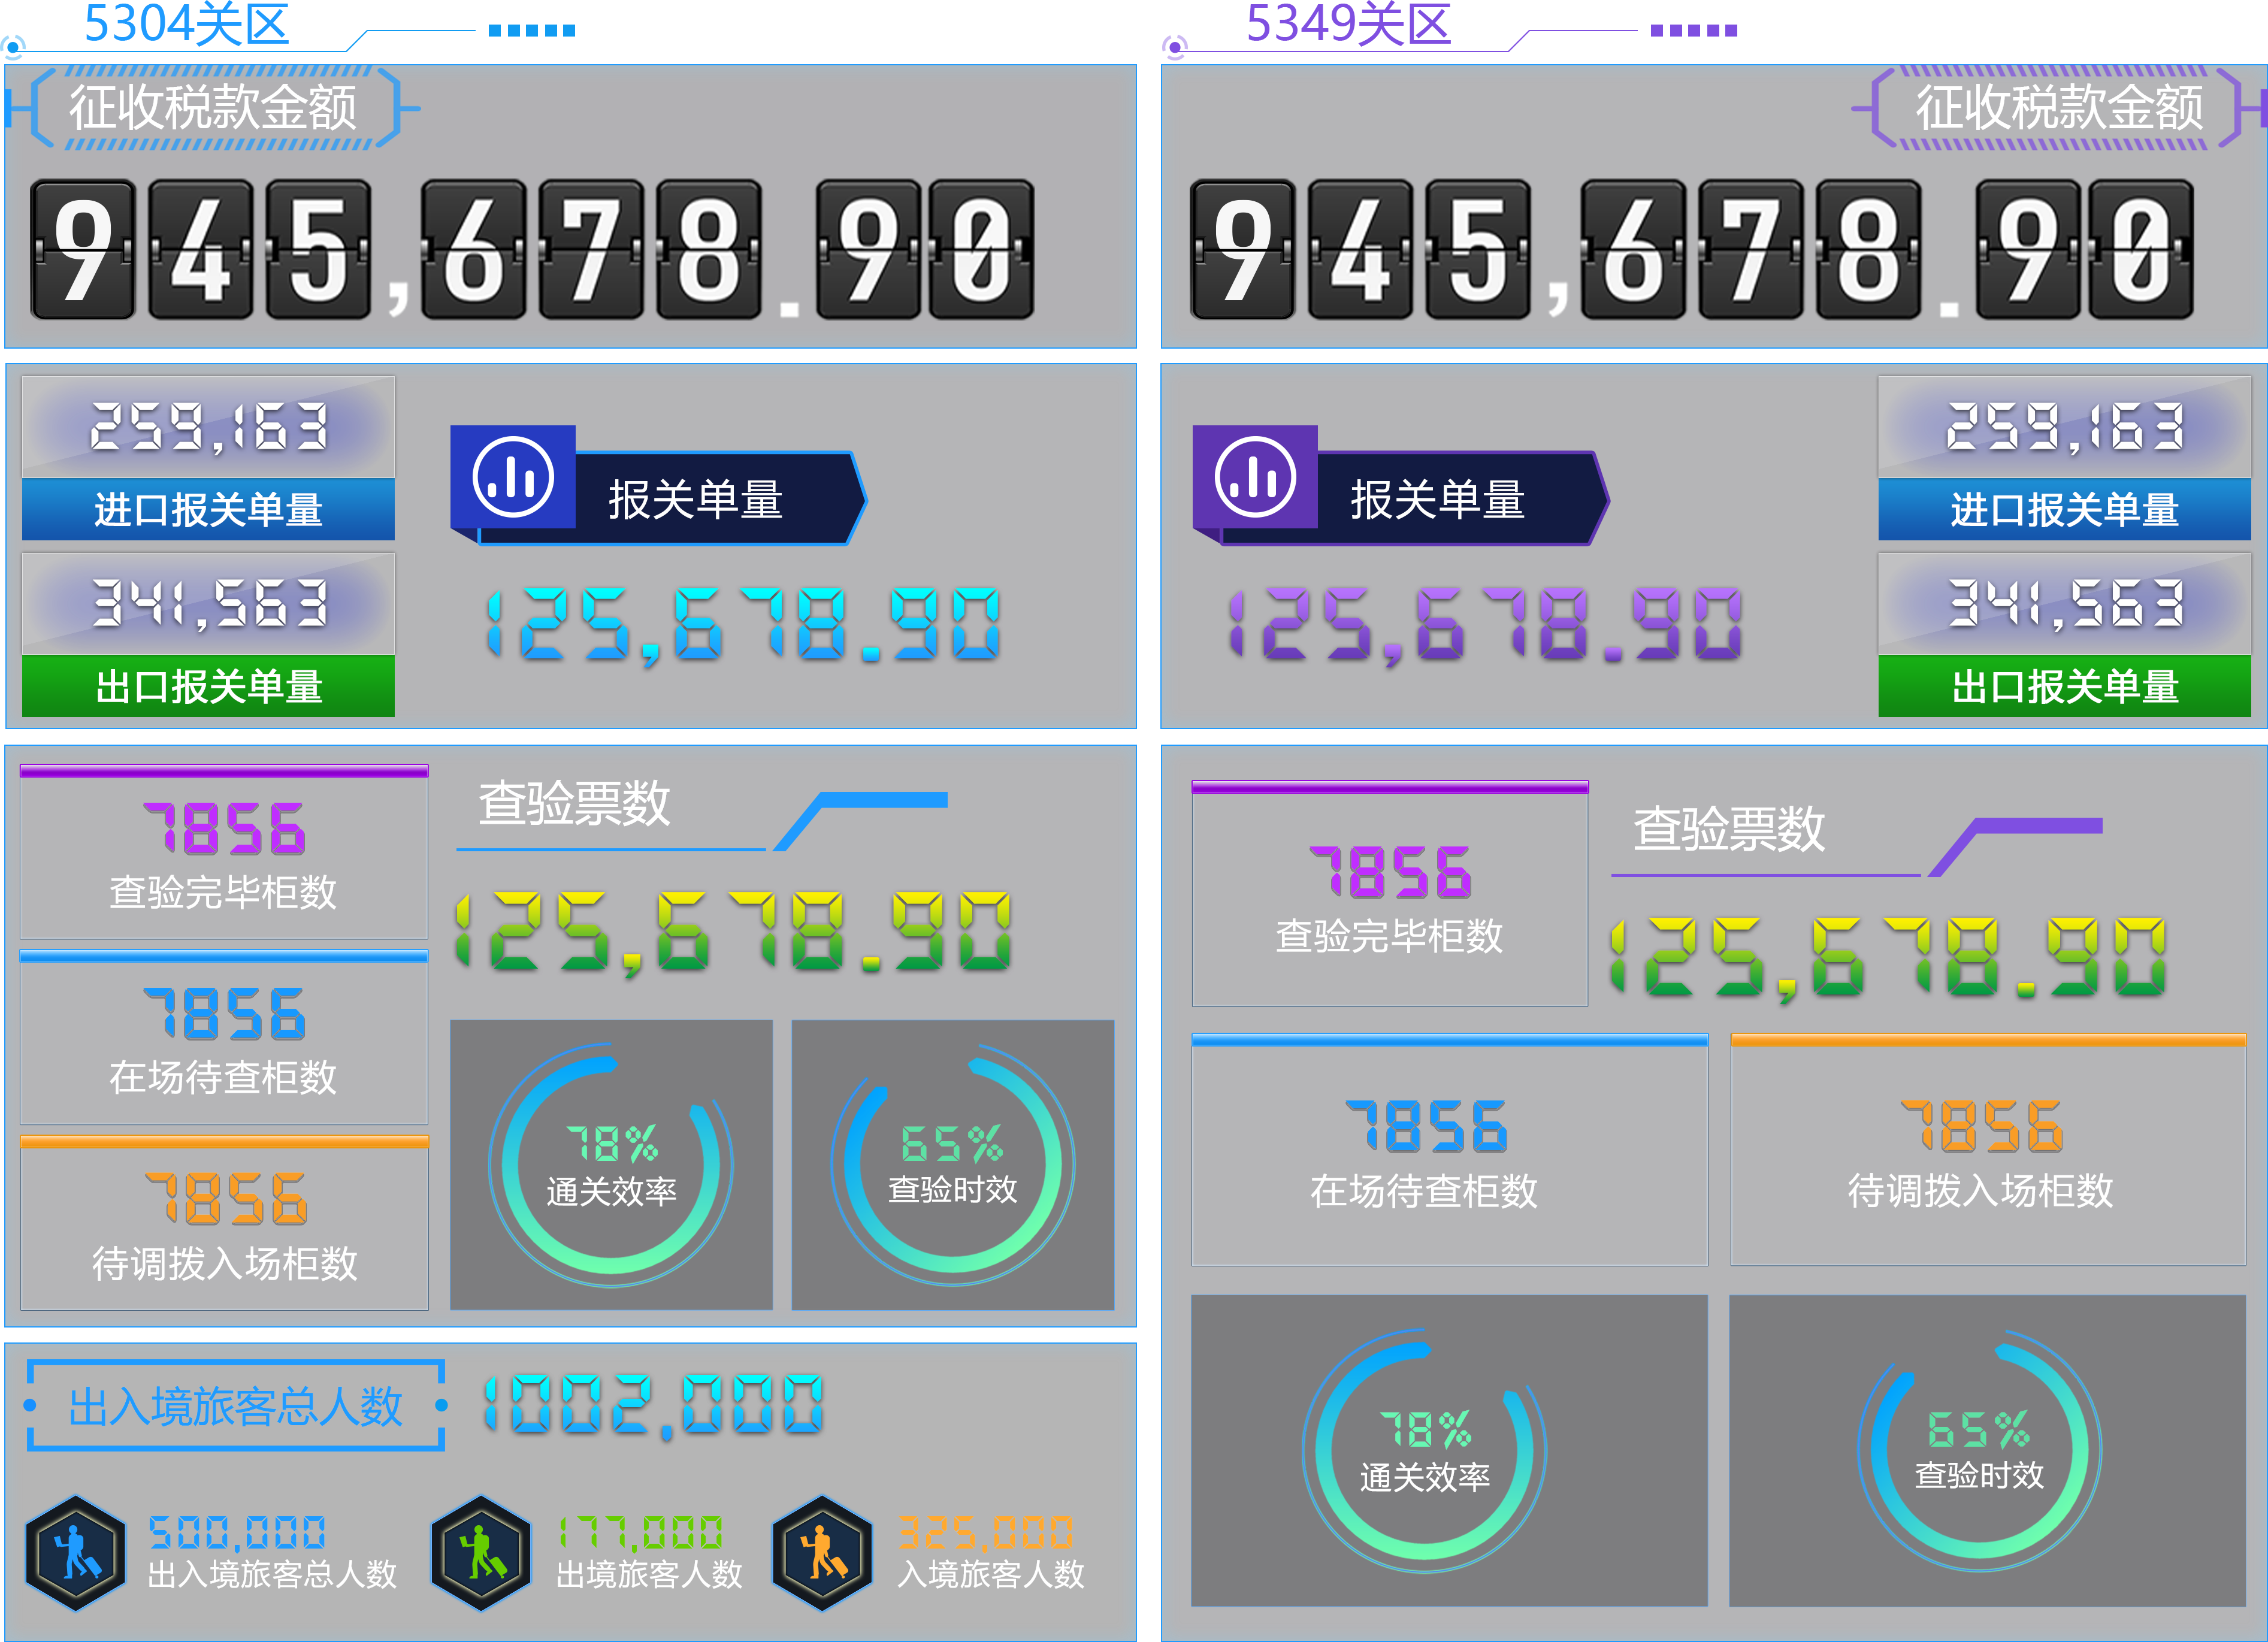 5304关区
征收税款金额
945,678.90
259,163
进口报关单量
341,563
出口报关单量
报关单量
125,678.90
7856
查验完毕柜数
7856
在场待查柜数
7856
待调拨入场柜数
查验票数
125,678.90
78%
通关效率
65%
查验时效
出入境旅客总人数
1002,000
500,000
出入境旅客总人数
177,000
出境旅客人数
325,000
入境旅客人数
5349关区
征收税款金额
945,678.90
报关单量
125,678.90
259,163
进口报关单量
341,563
出口报关单量
7856
查验完毕柜数
查验票数
125,678.90
7856
在场待查柜数
7856
待调拨入场柜数
78%
通关效率
65%
查验时效